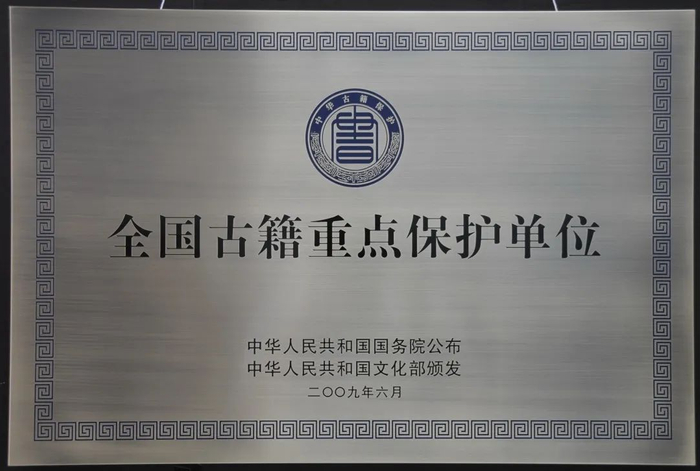 中华古籍保护
書
全国古籍重点保护单位
中华人民共和国国务院公布
中华人民共和国文化部颁发
二〇〇九年六月